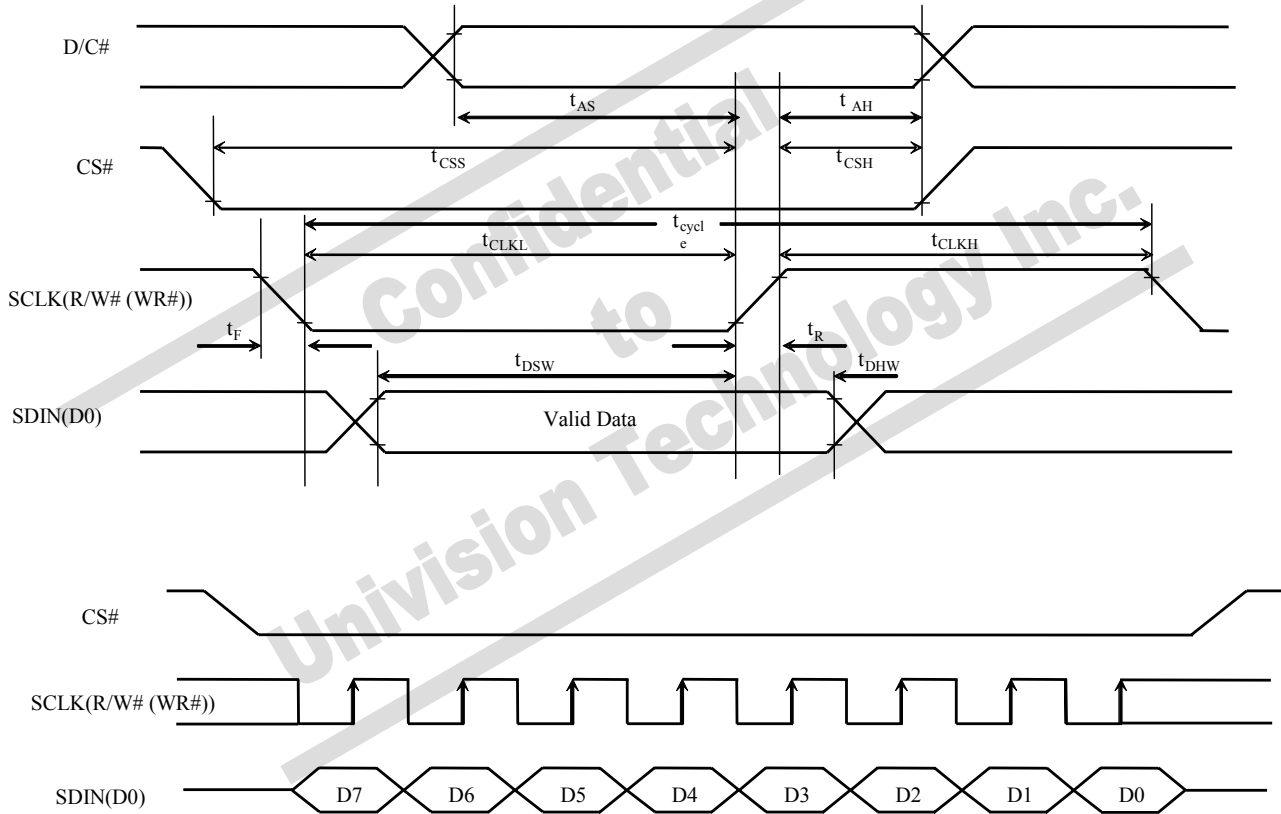 D/C#
tAS
t AH
CS#
tCSS
tCSH
tcycl
e
tCLKL
tCLKH
SCLK(R/W# (WR#))
tF
tR
tDSW
tDHW
SDIN(D0)
Valid Data
Confidential
to
Univision Technology Inc.
CS#
SCLK(R/W# (WR#))
SDIN(D0)
D7 D6 D5 D4 D3 D2 D1 D0